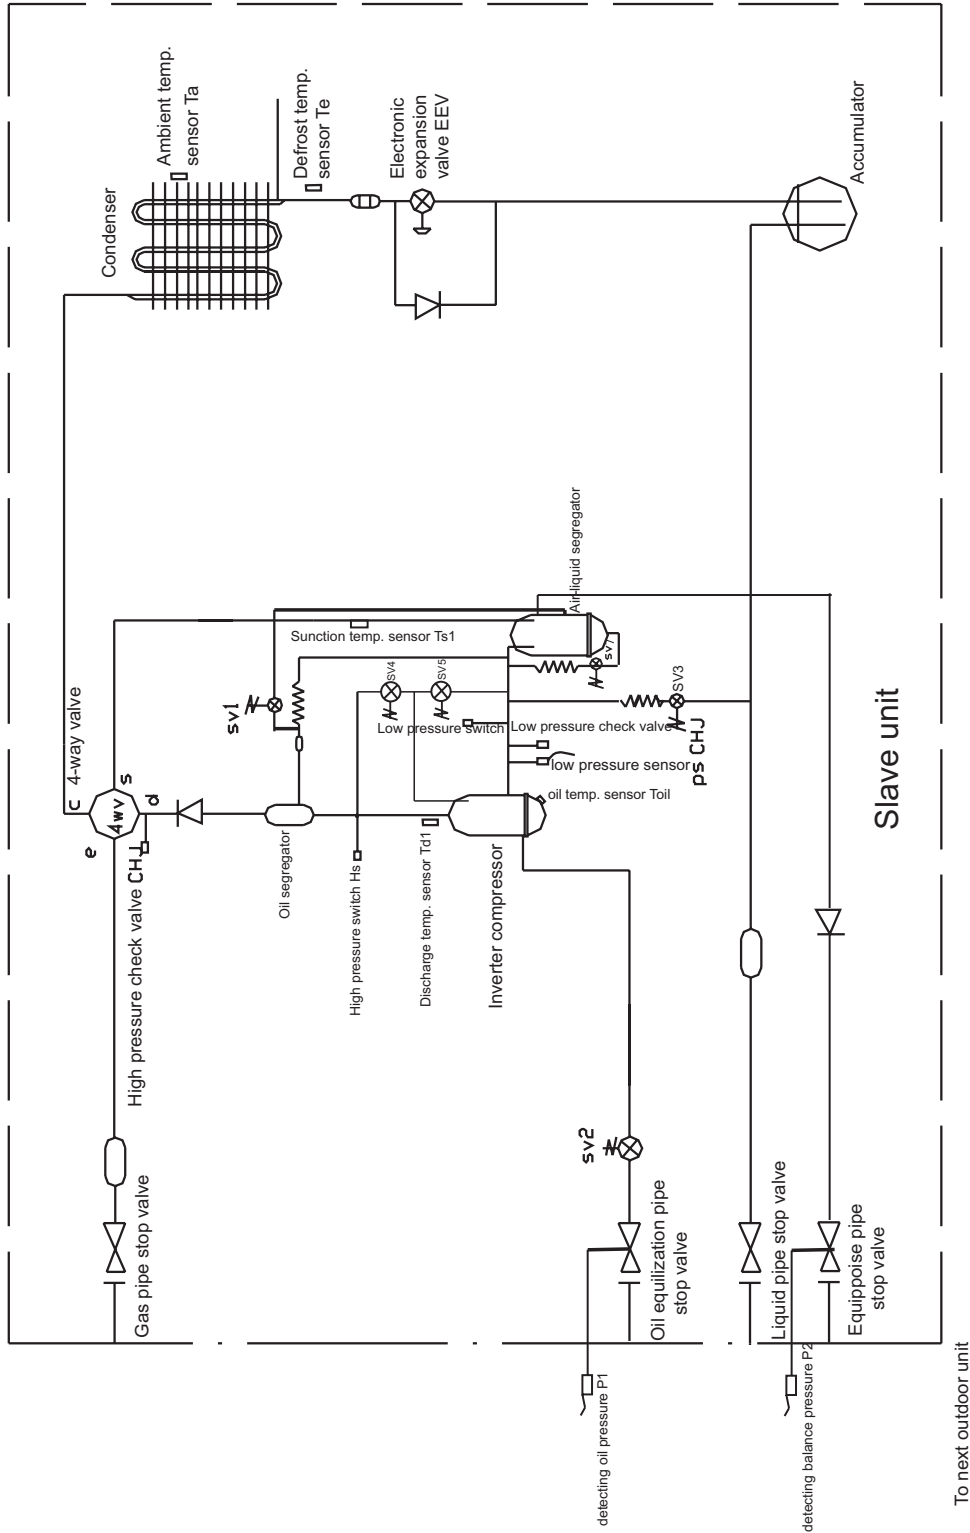 Ambient temp.
sensor Ta
Defrost temp.
sensor Te
Electronic
expansion
valve EEV
Accumulator
Condenser
Air-liquid segregator
Sunction temp. sensor Ts1
sv1
SV4
SV5
sv7
SV3
4-way valve
c
s
4wv
d
e
Low pressure switch
Low pressure check valve
ps CHJ
low pressure sensor
oil temp. sensor Toil
Slave unit
High pressure check valve CHJ
Oil segregator
High pressure switch Hs
Discharge temp. sensor Td1
Inverter compressor
sv2
Gas pipe stop valve
Oil equilization pipe
stop valve
Liquid pipe stop valve
Equippoise pipe
stop valve
detecting oil pressure P1
detecting balance pressure P2
To next outdoor unit